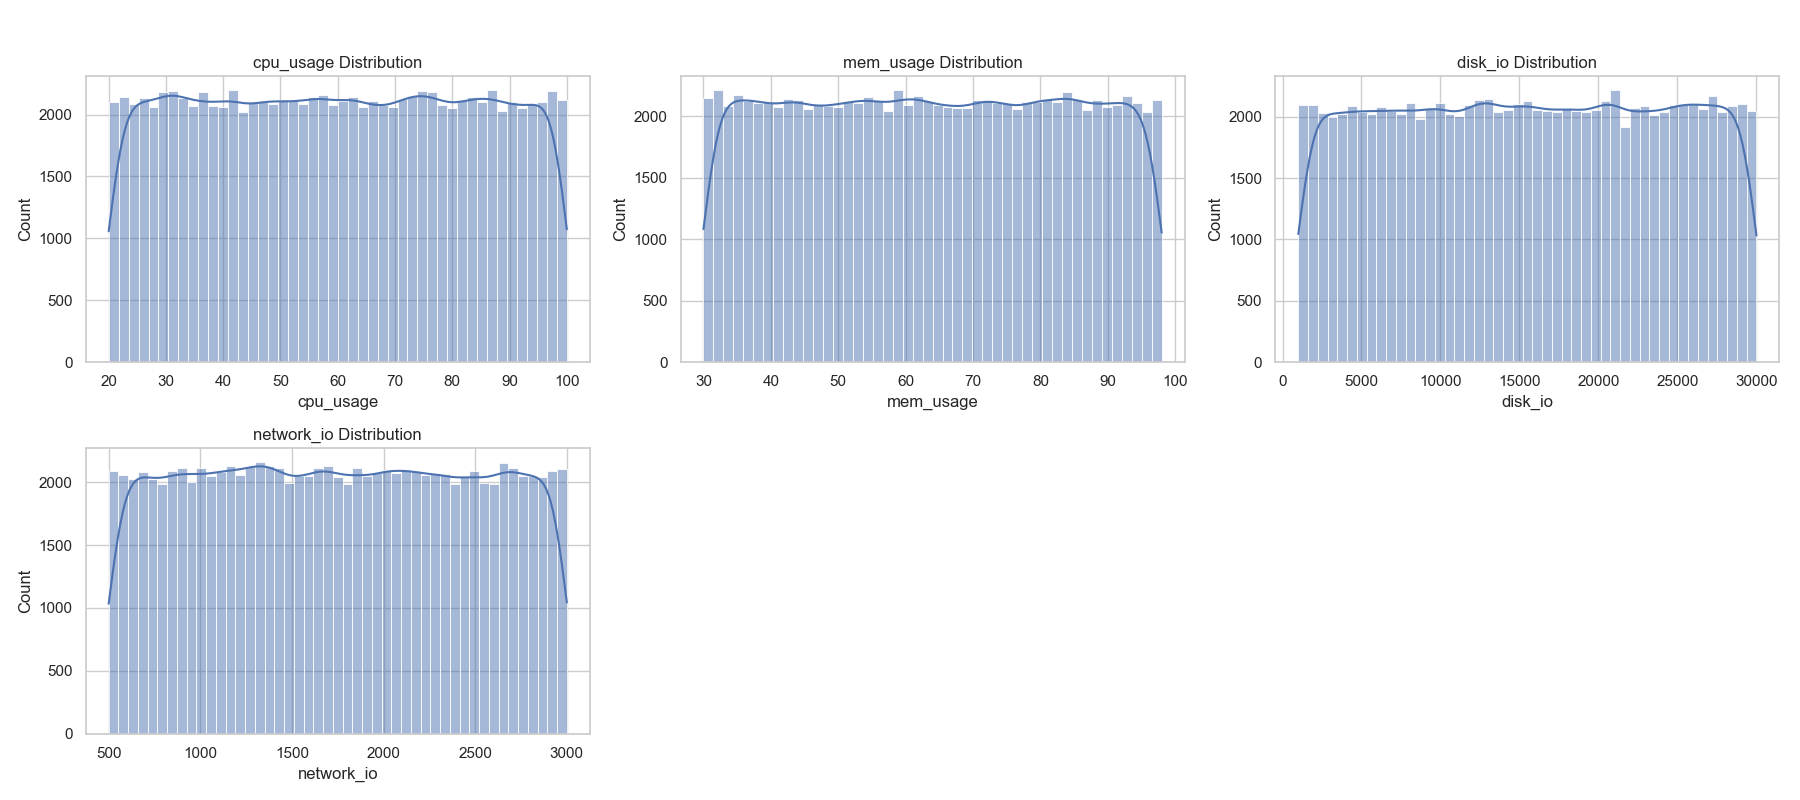 cpu_usage Distribution
Count
2000
1500
1000
500
0
20 30 40 50 60 70 80 90 100
cpu_usage
mem_usage Distribution
Count
2000
1500
1000
500
0
30 40 50 60 70 80 90 100
mem_usage
disk_io Distribution
Count
2000
1500
1000
500
0
0 5000 10000 15000 20000 25000 30000
disk_io
network_io Distribution
Count
2000
1500
1000
500
0
500 1000 1500 2000 2500 3000
network_io